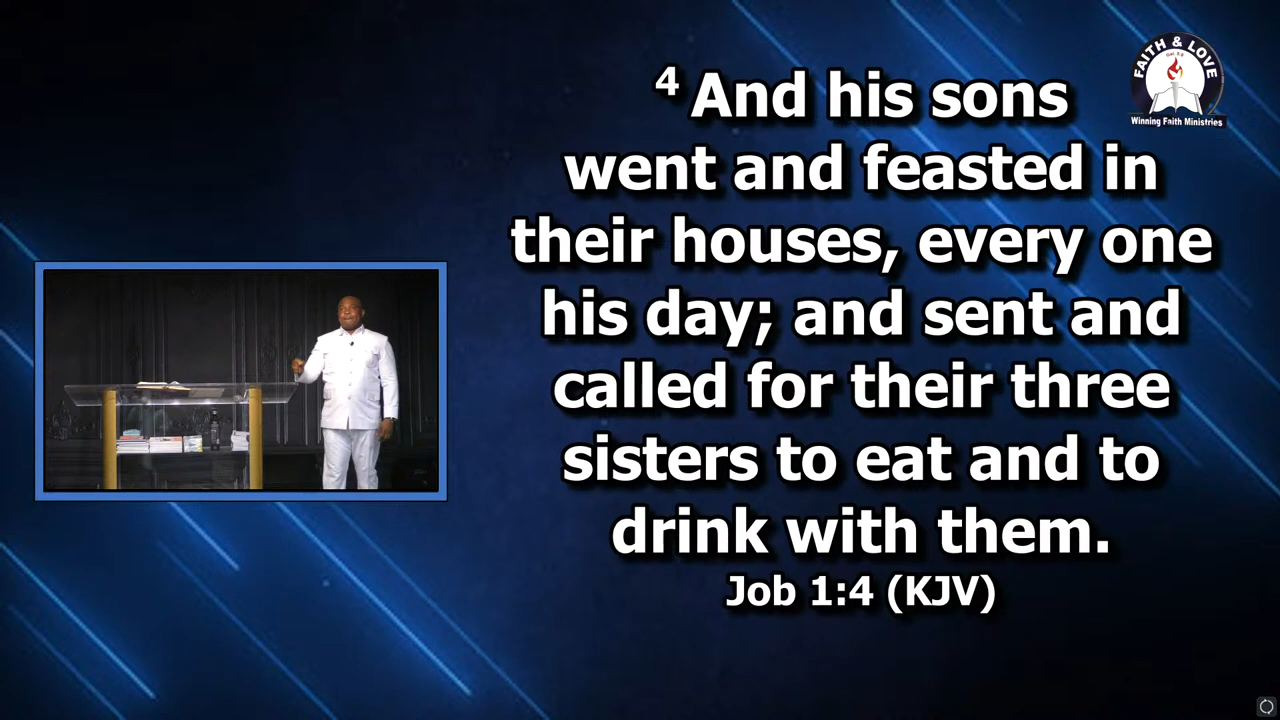 ⁴ And his sons
went and feasted in
their houses, every one
his day; and sent and
called for their three
sisters to eat and to
drink with them.
Job 1:4 (KJV)
FAITH & LOVE
Winning Faith Ministries